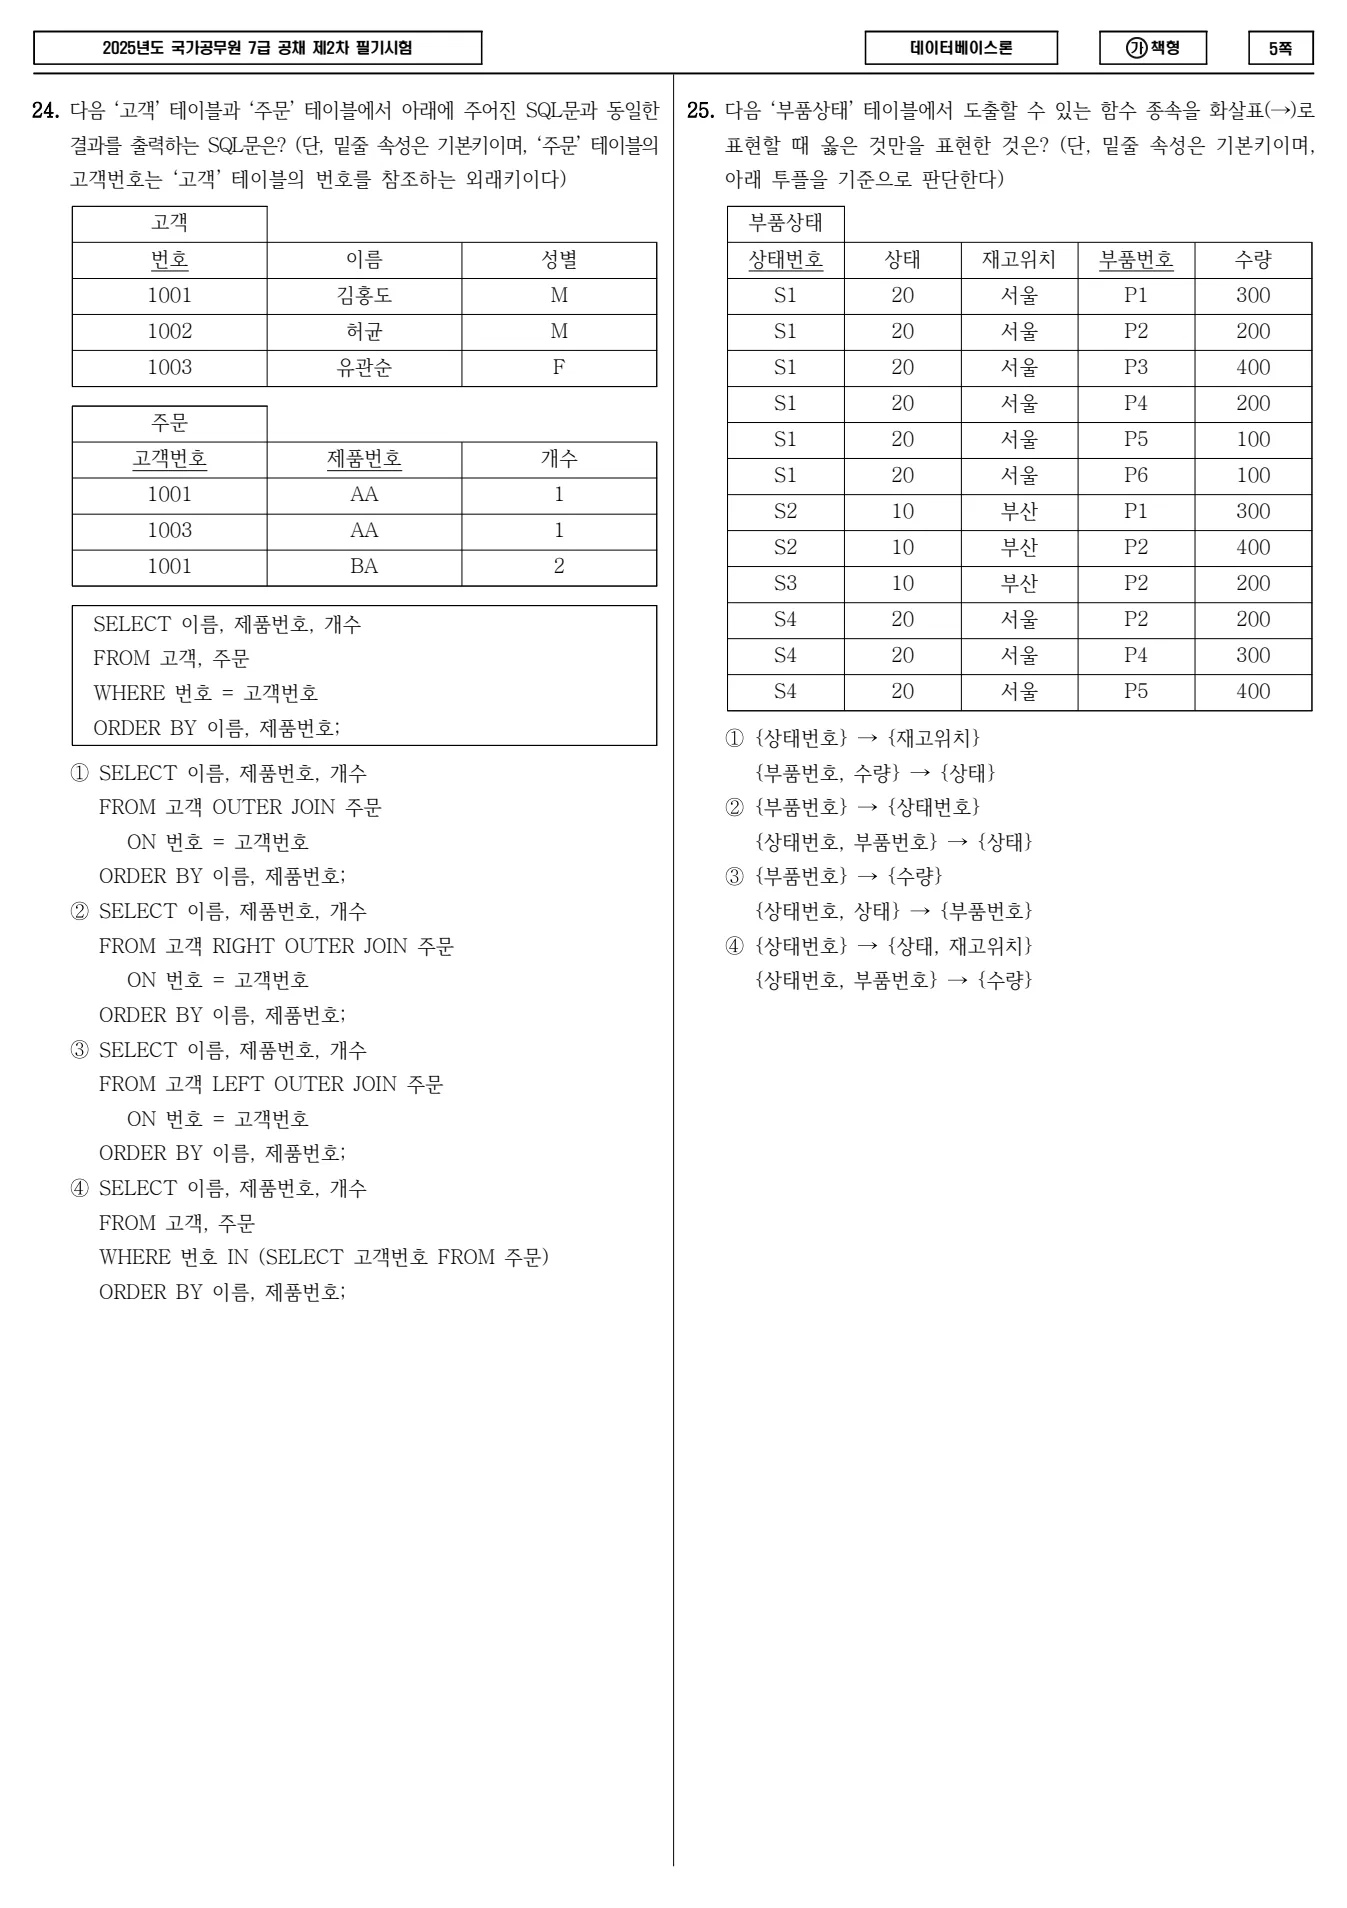 2025년도 국가공무원 7급 공채 제2차 필기시험
데이터베이스론
㉮책형
5쪽
24. 다음 ‘고객’ 테이블과 ‘주문’ 테이블에서 아래에 주어진 SQL문과 동일한
결과를 출력하는 SQL문은? (단, 밑줄 속성은 기본키이며, ‘주문’ 테이블의
고객번호는 ‘고객’ 테이블의 번호를 참조하는 외래키이다)
고객
번호 이름 성별
1001 김홍도 M
1002 허균 M
1003 유관순 F
주문
고객번호 제품번호 개수
1001 AA 1
1003 AA 1
1001 BA 2
SELECT 이름, 제품번호, 개수
FROM 고객, 주문
WHERE 번호 = 고객번호
ORDER BY 이름, 제품번호;
① SELECT 이름, 제품번호, 개수
FROM 고객 OUTER JOIN 주문
ON 번호 = 고객번호
ORDER BY 이름, 제품번호;
② SELECT 이름, 제품번호, 개수
FROM 고객 RIGHT OUTER JOIN 주문
ON 번호 = 고객번호
ORDER BY 이름, 제품번호;
③ SELECT 이름, 제품번호, 개수
FROM 고객 LEFT OUTER JOIN 주문
ON 번호 = 고객번호
ORDER BY 이름, 제품번호;
④ SELECT 이름, 제품번호, 개수
FROM 고객, 주문
WHERE 번호 IN (SELECT 고객번호 FROM 주문)
ORDER BY 이름, 제품번호;
25. 다음 ‘부품상태’ 테이블에서 도출할 수 있는 함수 종속을 화살표(→)로
표현할 때 옳은 것만을 표현한 것은? (단, 밑줄 속성은 기본키이며,
아래 투플을 기준으로 판단한다)
부품상태
상태번호 상태 재고위치 부품번호 수량
S1 20 서울 P1 300
S1 20 서울 P2 200
S1 20 서울 P3 400
S1 20 서울 P4 200
S1 20 서울 P5 100
S1 20 서울 P6 100
S2 10 부산 P1 300
S2 10 부산 P2 400
S3 10 부산 P2 200
S4 20 서울 P2 200
S4 20 서울 P4 300
S4 20 서울 P5 400
① {상태번호} → {재고위치}
{부품번호, 수량} → {상태}
② {부품번호} → {상태번호}
{상태번호, 부품번호} → {상태}
③ {부품번호} → {수량}
{상태번호, 상태} → {부품번호}
④ {상태번호} → {상태, 재고위치}
{상태번호, 부품번호} → {수량}